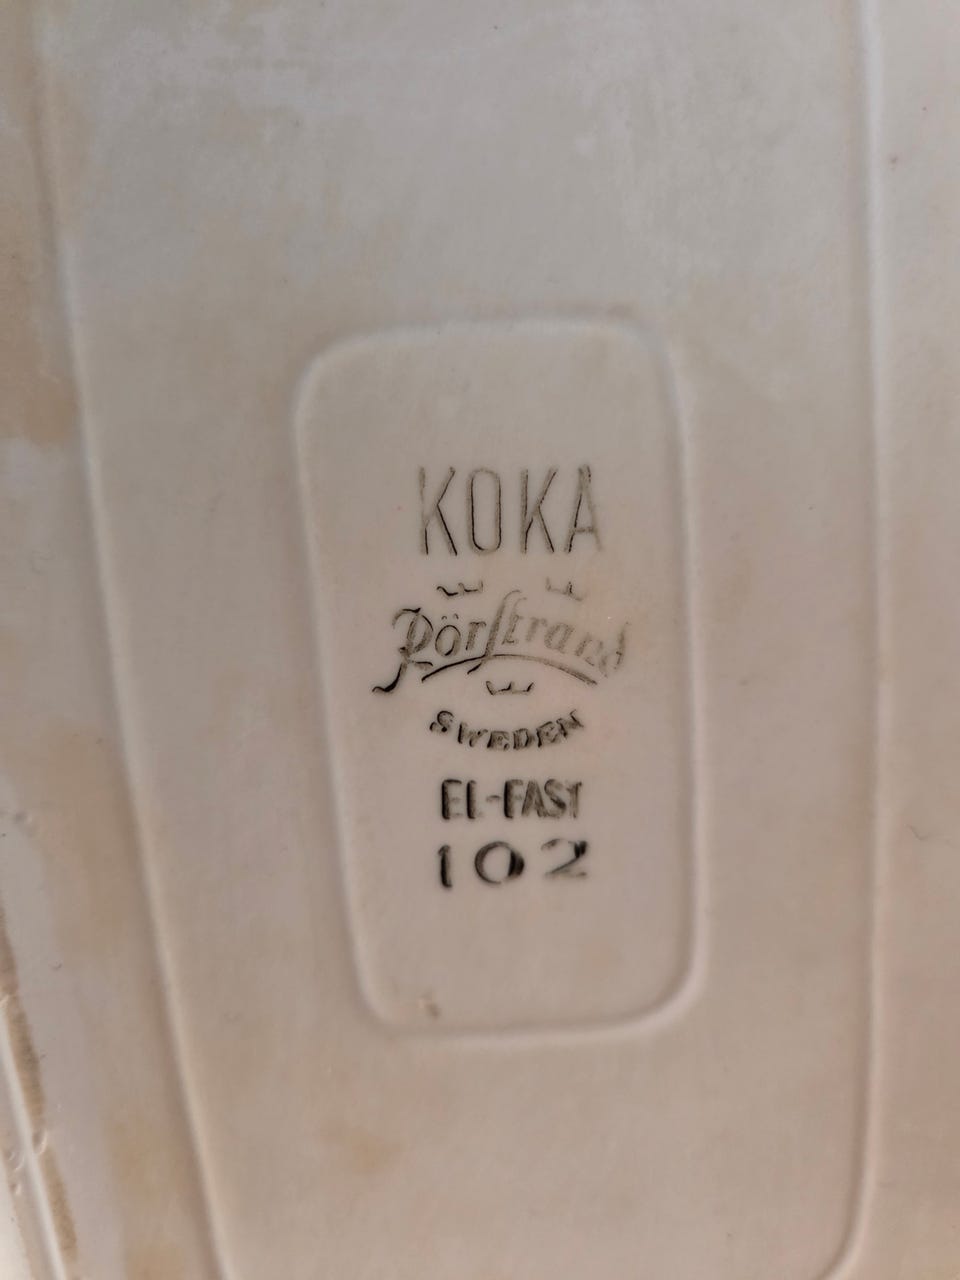 KOKA
Rörstrand
SWEDEN
EL-FAST
102